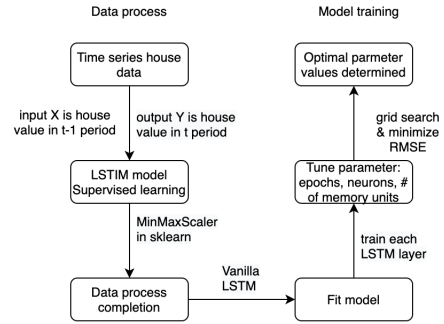 Data process
Model training
Time series house
data
input X is house
value in t-1 period
output Y is house
value in t period
LSTIM model
Supervised learning
MinMaxScaler
in sklearn
Data process
completion
Vanilla
LSTM
Fit model
train each
LSTM layer
Tune parameter:
epochs, neurons, #
of memory units
grid search
& minimize
RMSE
Optimal parmeter
values determined